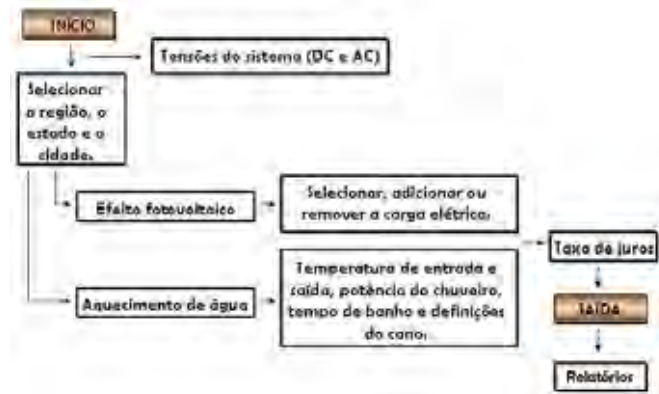 INÍCIO
Tensões do sistema (DC e AC)
Selecionar
a região, o
estado e a
cidade.
Efeito fotovoltaico
Selecionar, adicionar ou
remover a carga elétrica.
Taxa de juros
Aquecimento de água
Temperatura de entrada e
saída, potência do chuveiro,
tempo de banho e definições
do cano.
SAÍDA
Relatórios